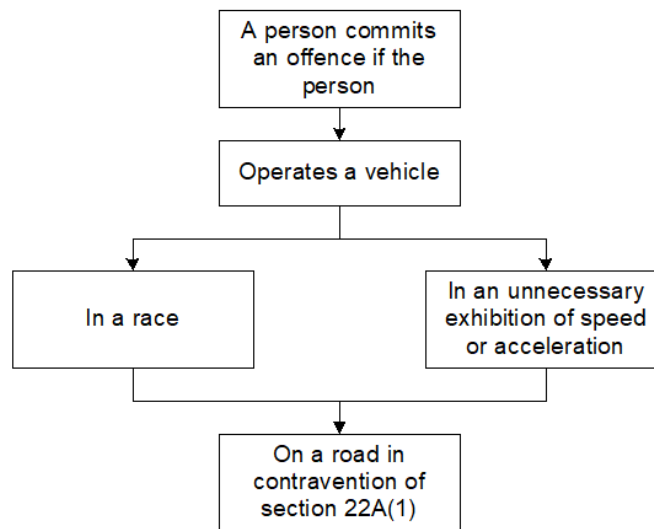 A person commits
an offence if the
person
Operates a vehicle
In a race
In an unnecessary
exhibition of speed
or acceleration
On a road in
contravention of
section 22A(1)